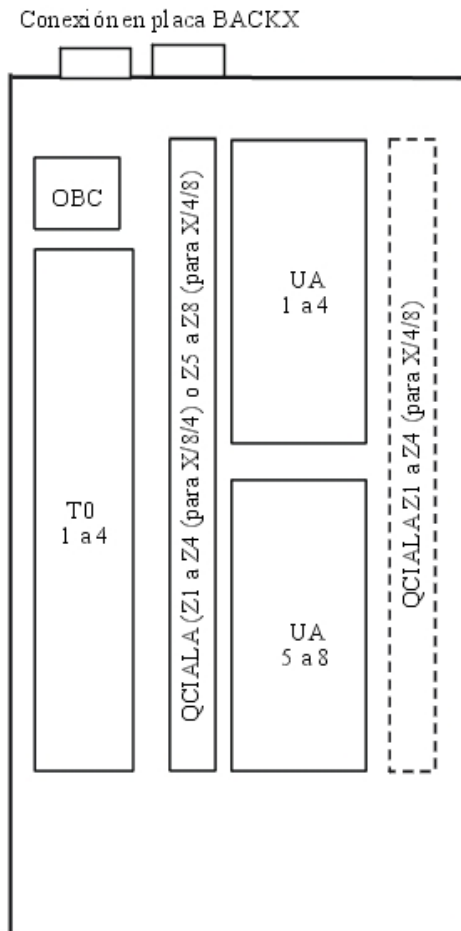 Conexión en placa BACKX
OBC
T0
1 a 4
QCIALA (Z1 a Z4 (para X/8/4) o Z5 a Z8 (para X/4/8)
UA
1 a 4
UA
5 a 8
QCIALA Z1 a Z4 (para X/4/8)